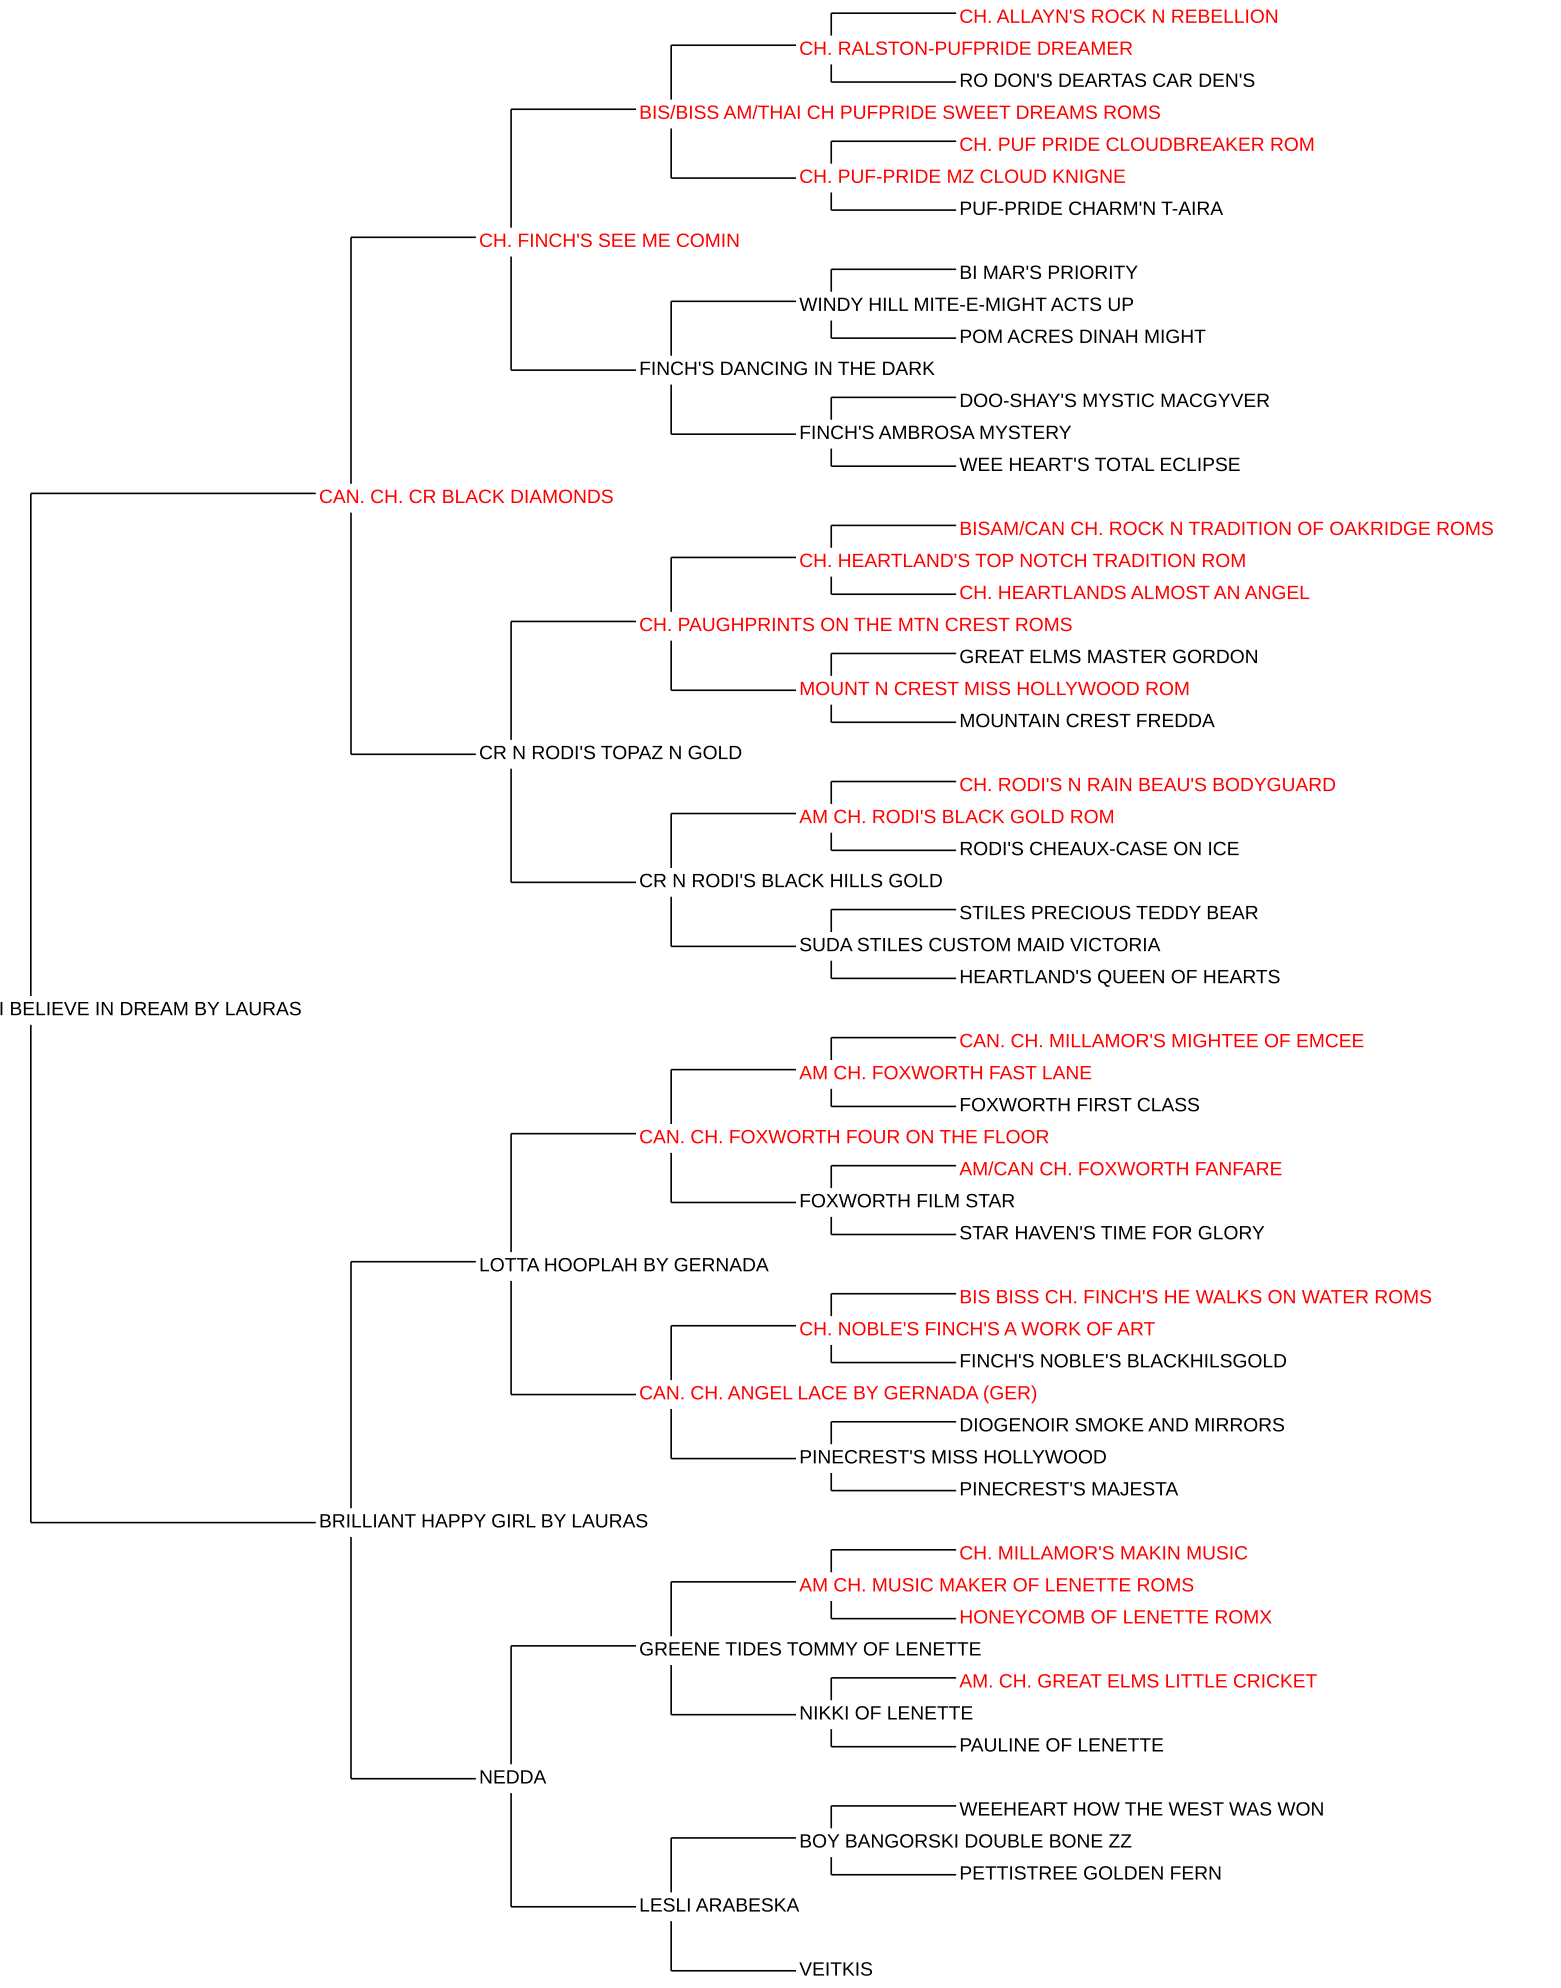 CH. ALLAYN'S ROCK N REBELLION
CH. RALSTON-PUFPRIDE DREAMER
RO DON'S DEARTAS CAR DEN'S
BIS/BISS AM/THAI CH PUFPRIDE SWEET DREAMS ROMS
CH. PUF PRIDE CLOUDBREAKER ROM
CH. PUF-PRIDE MZ CLOUD KNIGNE
PUF-PRIDE CHARM'N T-AIRA
CH. FINCH'S SEE ME COMIN
BI MAR'S PRIORITY
WINDY HILL MITE-E-MIGHT ACTS UP
POM ACRES DINAH MIGHT
FINCH'S DANCING IN THE DARK
DOO-SHAY'S MYSTIC MACGYVER
FINCH'S AMBROSA MYSTERY
WEE HEART'S TOTAL ECLIPSE
CAN. CH. CR BLACK DIAMONDS
BISAM/CAN CH. ROCK N TRADITION OF OAKRIDGE ROMS
CH. HEARTLAND'S TOP NOTCH TRADITION ROM
CH. HEARTLANDS ALMOST AN ANGEL
CH. PAUGHPRINTS ON THE MTN CREST ROMS
GREAT ELMS MASTER GORDON
MOUNT N CREST MISS HOLLYWOOD ROM
MOUNTAIN CREST FREDDA
CR N RODI'S TOPAZ N GOLD
CH. RODI'S N RAIN BEAU'S BODYGUARD
AM CH. RODI'S BLACK GOLD ROM
RODI'S CHEAUX-CASE ON ICE
CR N RODI'S BLACK HILLS GOLD
STILES PRECIOUS TEDDY BEAR
SUDA STILES CUSTOM MAID VICTORIA
HEARTLAND'S QUEEN OF HEARTS
I BELIEVE IN DREAM BY LAURAS
CAN. CH. MILLAMOR'S MIGHTEE OF EMCEE
AM CH. FOXWORTH FAST LANE
FOXWORTH FIRST CLASS
CAN. CH. FOXWORTH FOUR ON THE FLOOR
AM/CAN CH. FOXWORTH FANFARE
FOXWORTH FILM STAR
STAR HAVEN'S TIME FOR GLORY
LOTTA HOOPLAH BY GERNADA
BIS BISS CH. FINCH'S HE WALKS ON WATER ROMS
CH. NOBLE'S FINCH'S A WORK OF ART
FINCH'S NOBLE'S BLACKHILSGOLD
CAN. CH. ANGEL LACE BY GERNADA (GER)
DIOGENOIR SMOKE AND MIRRORS
PINECREST'S MISS HOLLYWOOD
PINECREST'S MAJESTA
BRILLIANT HAPPY GIRL BY LAURAS
CH. MILLAMOR'S MAKIN MUSIC
AM CH. MUSIC MAKER OF LENETTE ROMS
HONEYCOMB OF LENETTE ROMX
GREENE TIDES TOMMY OF LENETTE
AM. CH. GREAT ELMS LITTLE CRICKET
NIKKI OF LENETTE
PAULINE OF LENETTE
NEDDA
WEEHEART HOW THE WEST WAS WON
BOY BANGORSKI DOUBLE BONE ZZ
PETTISTREE GOLDEN FERN
LESLI ARABESKA
VEITKIS